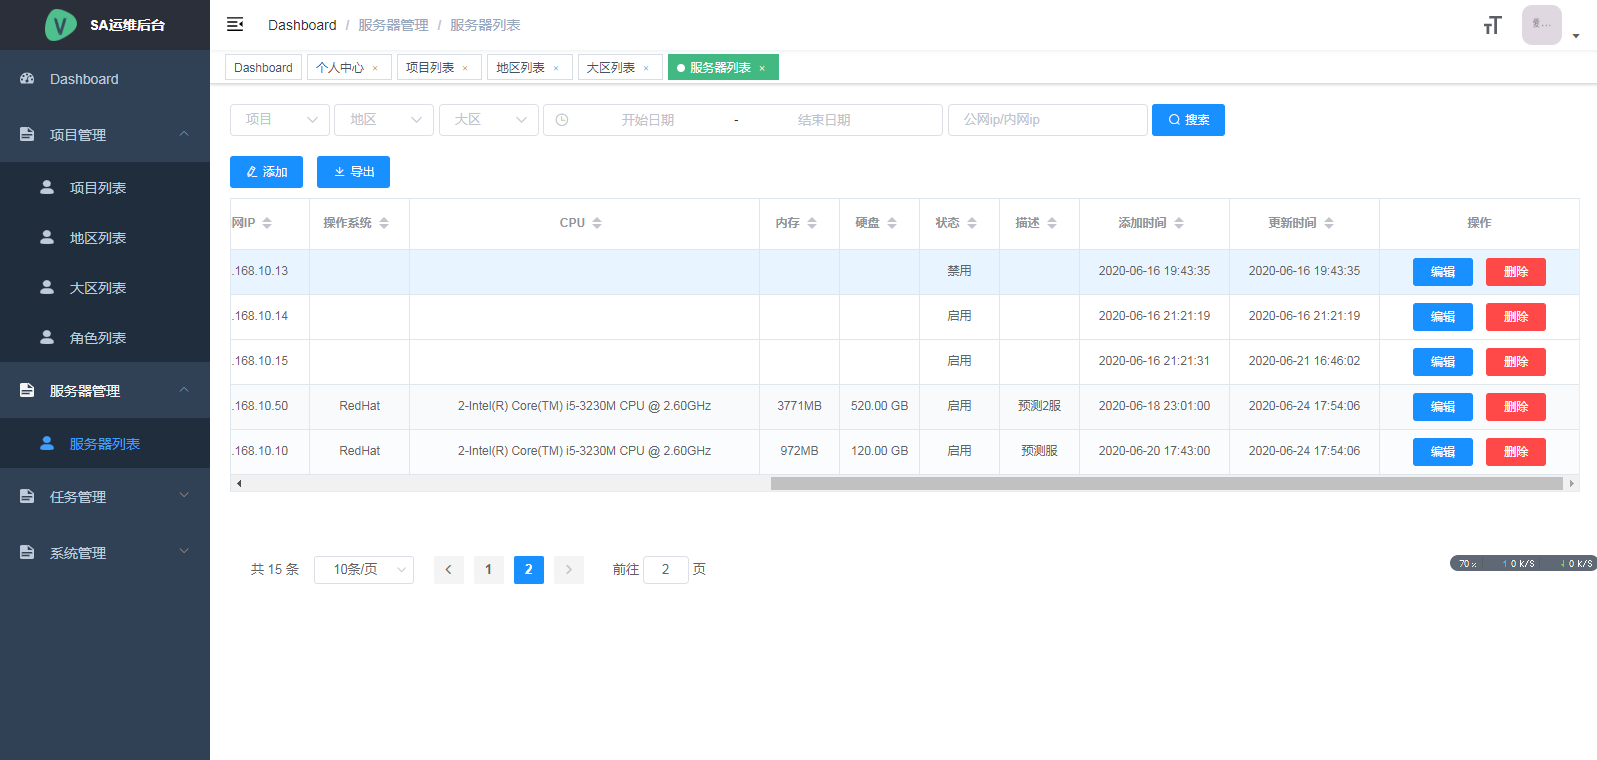 SA运维后台
Dashboard
项目管理
项目列表
地区列表
大区列表
角色列表
服务器管理
服务器列表
任务管理
系统管理
Dashboard / 服务器管理 / 服务器列表
Dashboard 个人中心 × 项目列表 × 地区列表 × 大区列表 × 服务器列表 ×
项目 地区 大区 开始日期 - 结束日期 公网ip/内网ip 搜索
添加 导出
网IP 操作系统 CPU 内存 硬盘 状态 描述 添加时间 更新时间 操作
.168.10.13 禁用 2020-06-16 19:43:35 2020-06-16 19:43:35 编辑 删除
.168.10.14 启用 2020-06-16 21:21:19 2020-06-16 21:21:19 编辑 删除
.168.10.15 启用 2020-06-16 21:21:31 2020-06-21 16:46:02 编辑 删除
.168.10.50 RedHat 2-Intel(R) Core(TM) i5-3230M CPU @ 2.60GHz 3771MB 520.00 GB 启用 预测2服 2020-06-18 23:01:00 2020-06-24 17:54:06 编辑 删除
.168.10.10 RedHat 2-Intel(R) Core(TM) i5-3230M CPU @ 2.60GHz 972MB 120.00 GB 启用 预测服 2020-06-20 17:43:00 2020-06-24 17:54:06 编辑 删除
共 15 条 10条/页 1 2 前往 2 页
70% ↑ 0 K/S ↓ 0 K/S